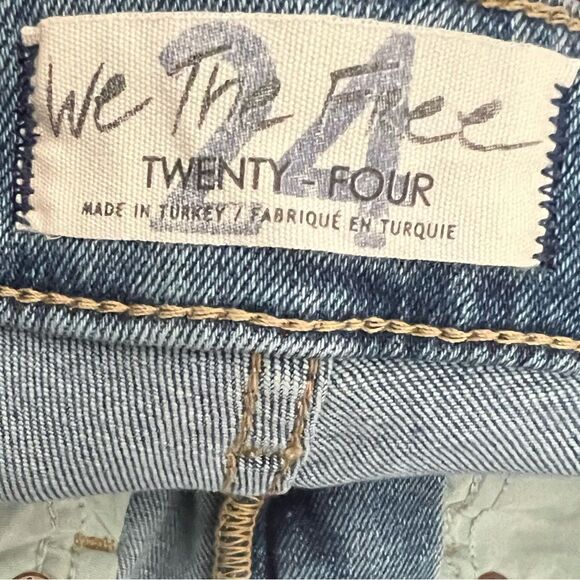 We The Free
24
TWENTY - FOUR
MADE IN TURKEY / FABRIQUÉ EN TURQUIE